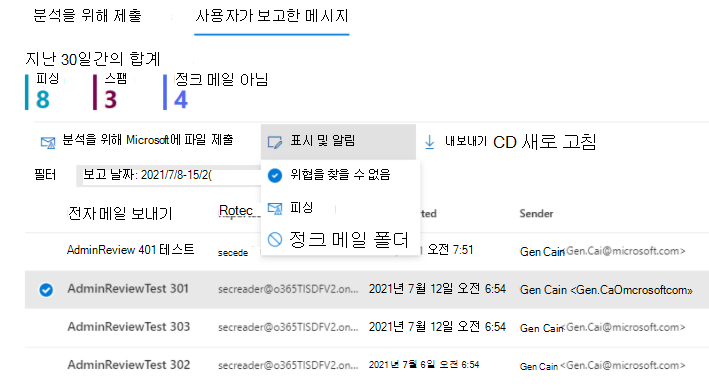 분석을 위해 제출 사용자가 보고한 메시지
지난 30일간의 합계
피싱 스팸 정크 메일 아님
8 3 4
분석을 위해 Microsoft에 파일 제출 표시 및 알림 내보내기 CD 새로 고침
필터 보고 날짜: 2021/7/8-15/2( 위협을 찾을 수 없음
피싱
전자메일 보내기 Rotec ted Sender
정크 메일 폴더
AdminReview 401 테스트 secede 오전 7:51 Gen Cain <Gen.Cai@microsoft.com>
AdminReviewTest 301 secreader@o365TISDFV2.on... 2021년 7월 12일 오전 6:54 Gen Cain <Gen.CaOmcrosoftcom»
AdminReviewTest 303 secreader@o365TISDFV2.on... 2021년 7월 12일 오전 6:54 Gen Cain <Gen.Cai@microsoft.com>
AdminReviewTest 302 secreader@o365TISDFV2.on... 2021년 7월 6일 오전 6:54 Gen Cain <Gen.Cai@microsoft.com>